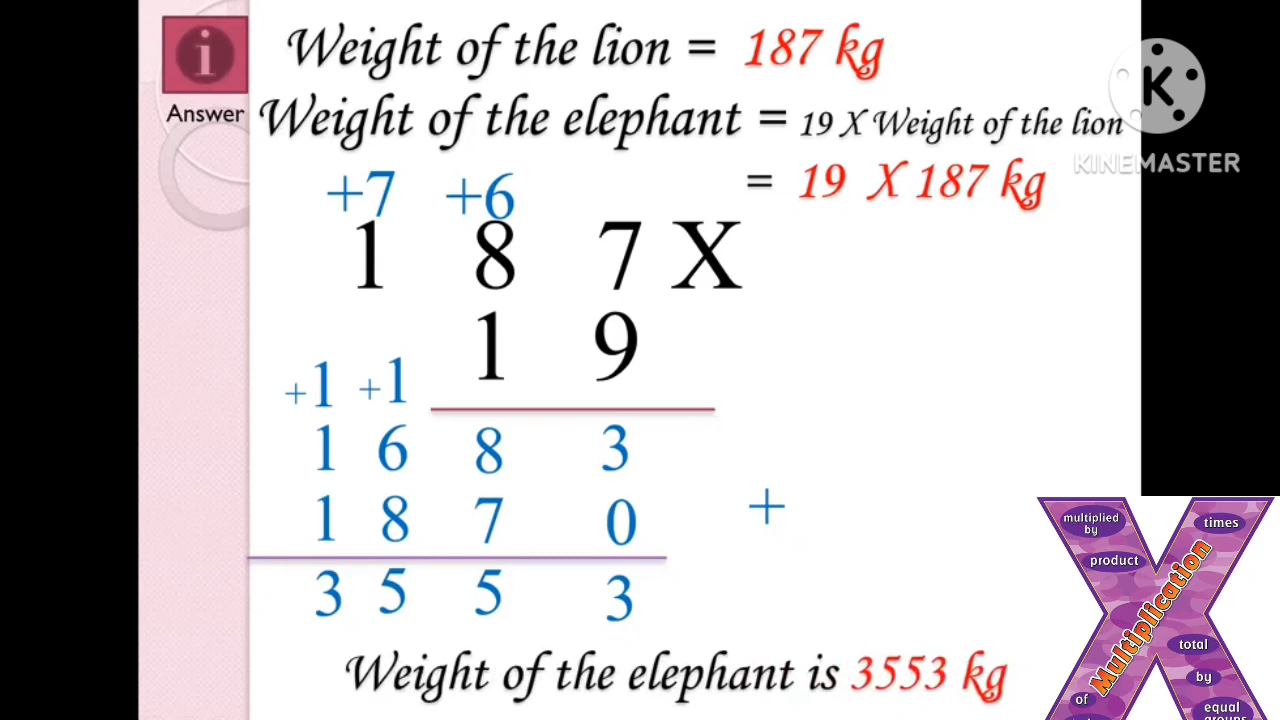 i
Answer
Weight of the lion = 187 kg
Weight of the elephant = 19 X Weight of the lion
= 19 X 187 kg
K
KINEMASTER
+7 +6
1 8 7 X
1 9
+1 +1
1 6 8 3
1 8 7 0 +
3 5 5 3
Weight of the elephant is 3553 kg
multiplied by
times
product
Multiplication
total
by
of
equal